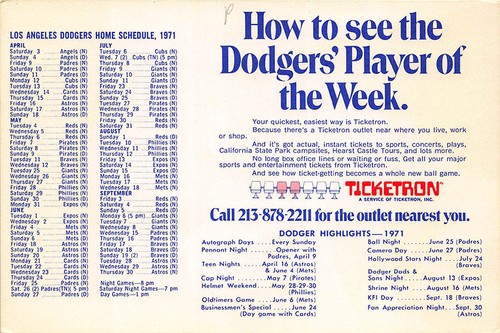 LOS ANGELES DODGERS HOME SCHEDULE, 1971
APRIL
Saturday 3 Angels (N)
Sunday 4 Angels (D)
Friday 9 Padres (N)
Saturday 10 Padres (N)
Sunday 11 Padres (D)
Monday 12 Cubs (N)
Tuesday 13 Cubs (N)
Wednesday 14 Cards (N)
Thursday 15 Cards (N)
Friday 16 Astros (N)
Saturday 17 Astros (N)
Sunday 18 Astros (D)
MAY
Tuesday 4 Reds (N)
Wednesday 5 Reds (N)
Thursday 6 Reds (N)
Friday 7 Pirates (N)
Saturday 8 Pirates (N)
Sunday 9 Pirates (D)
Tuesday 11 Braves (N)
Wednesday 12 Braves (N)
Tuesday 25 Astros (N)
Wednesday 26 Astros (N)
Thursday 27 Astros (N)
Friday 28 Phillies (N)
Saturday 29 Phillies (N)
Sunday 30 Phillies (D)
Monday 31 Expos (N)
JUNE
Tuesday 1 Expos (N)
Wednesday 2 Expos (N)
Friday 4 Mets (N)
Saturday 5 Mets (N)
Sunday 6 Mets (D)
Friday 18 Astros (N)
Saturday 19 Astros (N)
Sunday 20 Astros (D)
Monday 21 Cards (N)
Tuesday 22 Cards (N)
Wednesday 23 Cards (N)
Thursday 24 Cards (D)
Friday 25 Padres (N)
Sat. 26 (2) Padres(TN) 5 pm
Sunday 27 Padres (D)
JULY
Tuesday 6 Cubs (N)
Wed. 7 (2) Cubs (TN) (5 pm)
Thursday 8 Cubs (N)
Friday 9 Giants (N)
Saturday 10 Giants (N)
Sunday 11 Giants (D)
Friday 23 Braves (N)
Saturday 24 Braves (N)
Sunday 25 Braves (D)
Tuesday 27 Pirates (N)
Wednesday 28 Pirates (N)
Thursday 29 Pirates (N)
Friday 30 Reds (N)
Saturday 31 Reds (N)
AUGUST
Sunday 1 Reds (D)
Tuesday 10 Phillies (N)
Wednesday 11 Phillies (N)
Thursday 12 Phillies (N)
Friday 13 Expos (N)
Saturday 14 Expos (N)
Sunday 15 Expos (D)
Monday 16 Mets (N)
Tuesday 17 Mets (N)
Wednesday 18 Mets (N)
SEPTEMBER
Friday 3 Reds (N)
Saturday 4 Reds (N)
Sunday 5 Reds (D)
Monday 6 (5 pm) Giants (N)
Tuesday 7 Giants (N)
Wednesday 8 Giants (N)
Wednesday 15 Padres (N)
Thursday 16 Padres (N)
Friday 17 Braves (N)
Saturday 18 Braves (N)
Sunday 19 (2) Braves (D)
Tuesday 28 Astros (N)
Wednesday 29 Astros (N)
Thursday 30 Astros (N)
Night Games—8 pm
Saturday Night Games—7 pm
Day Games—1 pm
How to see the
Dodgers' Player of
the Week.
Your quickest, easiest way is Ticketron.
Because there's a Ticketron outlet near where you live, work
or shop.
And it's got actual, instant tickets to sports, concerts, plays,
California State Park campsites, Hearst Castle Tours, and lots more.
No long box office lines or waiting or fuss. Get all your major
sports and entertainment tickets from Ticketron.
And see how ticket-getting becomes a whole new ball game.
TICKETRON
A SERVICE OF TICKETRON, INC.
Call 213-878-2211 for the outlet nearest you.
DODGER HIGHLIGHTS—1971
Autograph Days . . . Every Sunday
Pennant Night . . . Opener with
Padres, April 9
Teen Nights . . . April 16 (Astros)
& June 4 (Mets)
Cap Night . . . May 7 (Pirates)
Helmet Weekend . . . May 28-29-30
(Phillies)
Oldtimers Game . . . June 6 (Mets)
Businessmen's Special . . . June 24
(Day game with Cards)
Ball Night . . . June 25 (Padres)
Camera Day . . . June 27 (Padres)
Hollywood Stars Night . . . July 24
(Braves)
Dodger Dads &
Sons Night . . . August 13 (Expos)
Shrine Night . . . August 16 (Mets)
KFI Day . . . Sept. 18 (Braves)
Fan Appreciation Night . . . Sept. 30
(Astros)